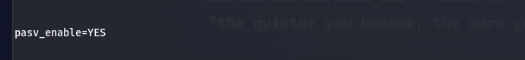 "the quieter you become, the more y
pasv_enable=YES